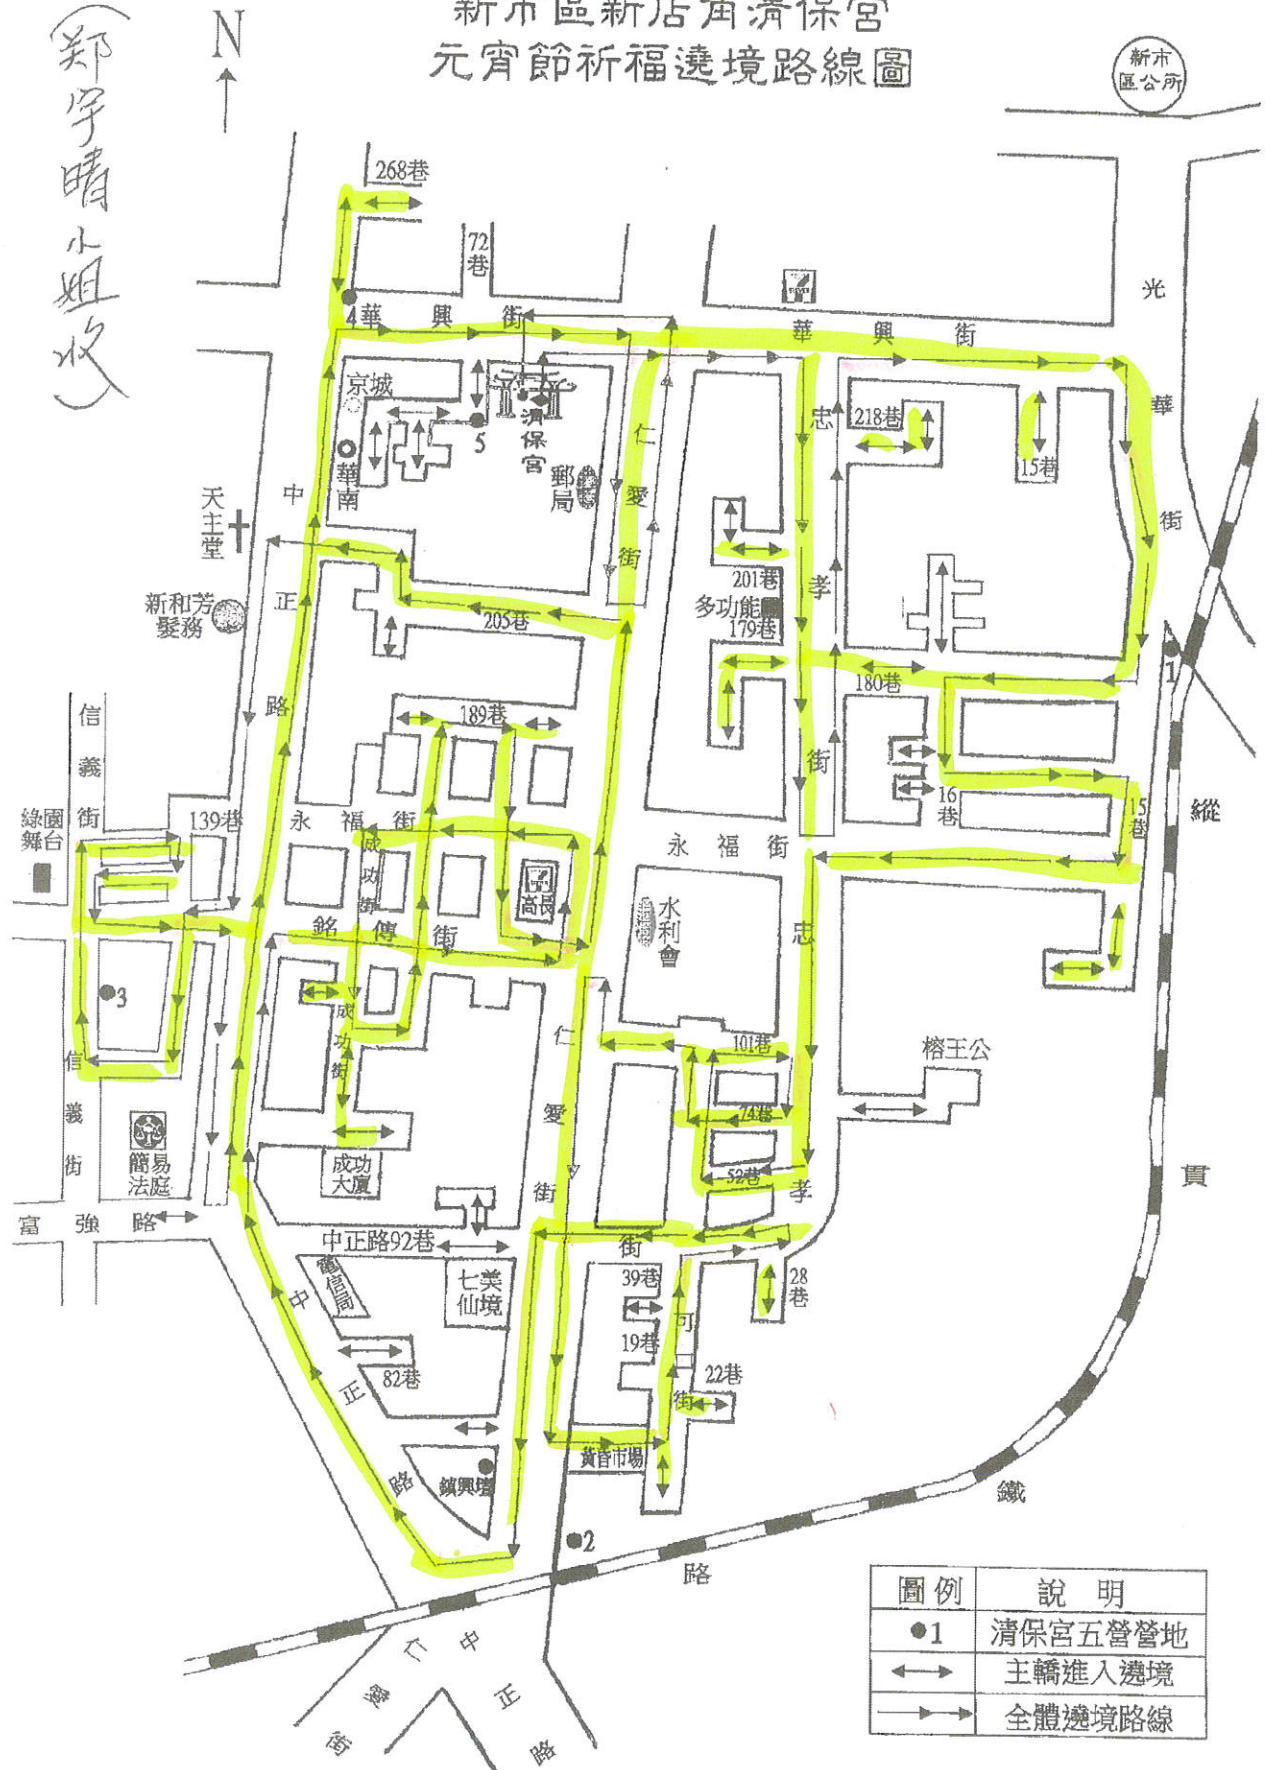 新市區新店角清保宮
元宵節祈福遶境路線圖
(郑宇晴小姐收)
N
新市
區公所
268巷
72巷
4
華興街
華興街
光
華
街
京城
5
清保宮
華南
郵局
仁愛街
忠
孝
街
218巷
15巷
天主堂
中
正
路
201巷
多功能
179巷
新和芳
髮務
205巷
1
180巷
189巷
信義街
16巷
15巷
縱
綠園
舞台
139巷
永福街
成功街
永福街
高長
銘傳街
水利會
忠
3
成功街
仁
愛
街
101巷
榕王公
74巷
信
義
街
簡易
法庭
成功
大廈
52巷
孝
貫
富強路
中正路92巷
街
電信局
七美
仙境
39巷
28巷
中
正
路
19巷
可口街
82巷
22巷
黃昏市場
鎮興壇
鐵
2
路
仁愛街
中正路
圖例 說明
●1 清保宮五營營地
主轎進入遶境
全體遶境路線